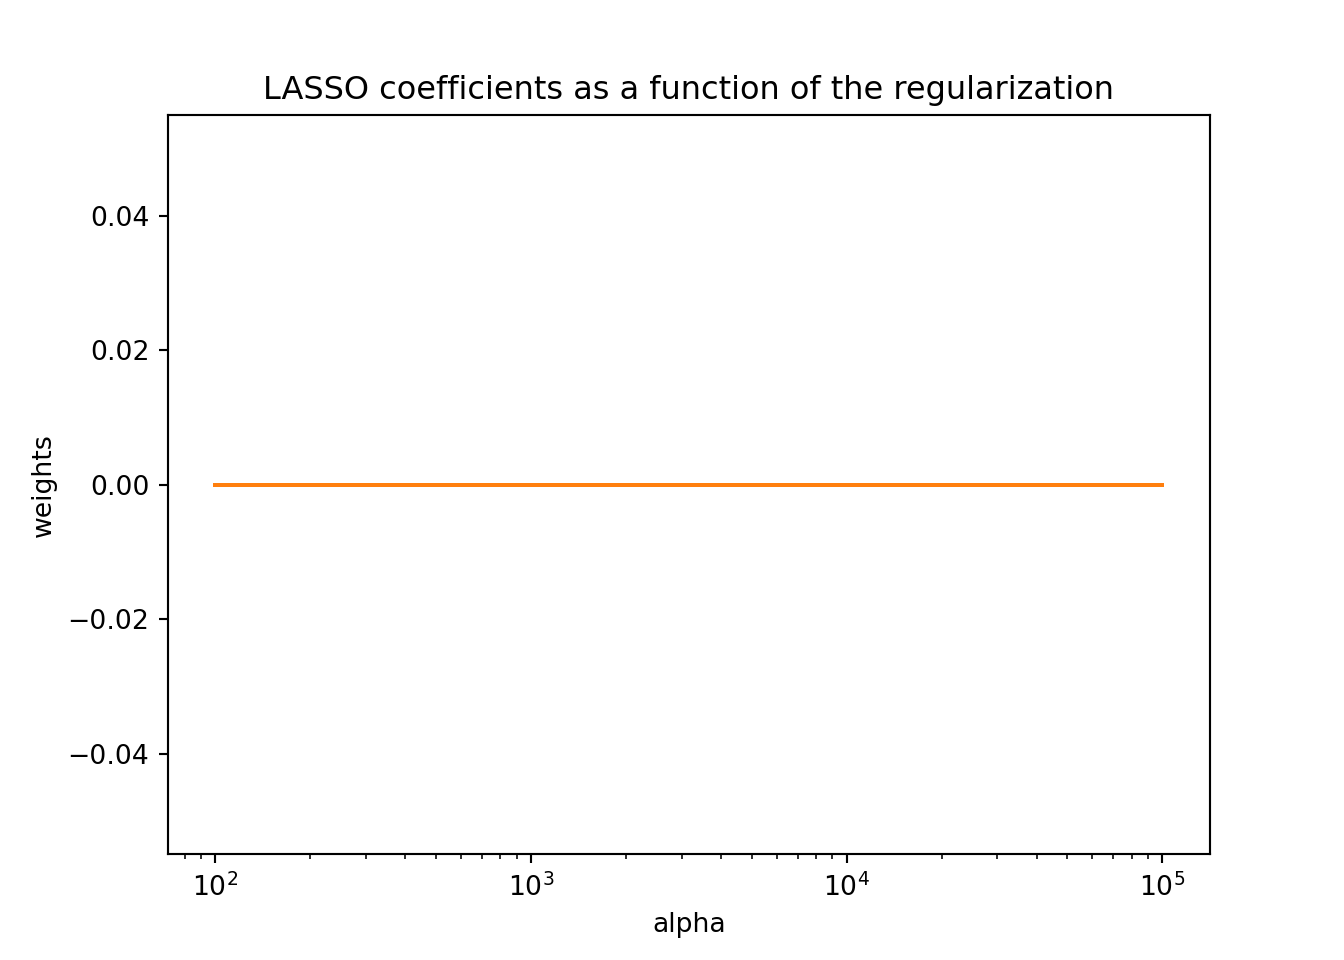 LASSO coefficients as a function of the regularization
0.04
0.02
0.00
−0.02
−0.04
weights
10² 10³ 10⁴ 10⁵
alpha